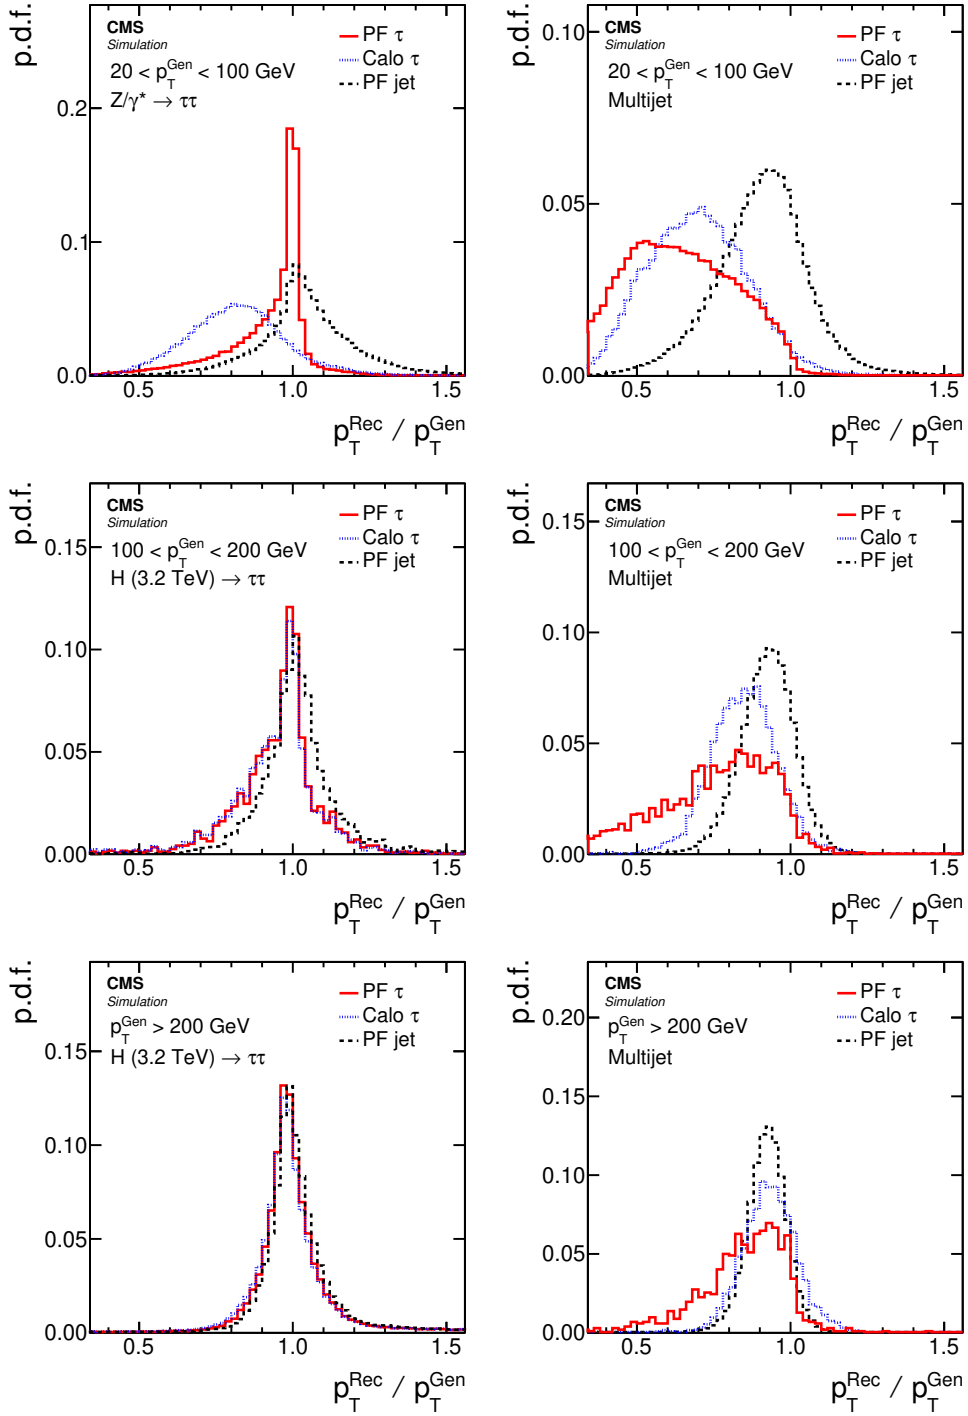 p.d.f.
CMS
Simulation
20 < p_T^Gen < 100 GeV
Z/γ* → ττ
PF τ
Calo τ
PF jet
0.2
0.1
0.0
0.5 1.0 1.5
p_T^Rec / p_T^Gen
p.d.f.
CMS
Simulation
20 < p_T^Gen < 100 GeV
Multijet
PF τ
Calo τ
PF jet
0.10
0.05
0.00
0.5 1.0 1.5
p_T^Rec / p_T^Gen
p.d.f.
CMS
Simulation
100 < p_T^Gen < 200 GeV
H (3.2 TeV) → ττ
PF τ
Calo τ
PF jet
0.15
0.10
0.05
0.00
0.5 1.0 1.5
p_T^Rec / p_T^Gen
p.d.f.
CMS
Simulation
100 < p_T^Gen < 200 GeV
Multijet
PF τ
Calo τ
PF jet
0.15
0.10
0.05
0.00
0.5 1.0 1.5
p_T^Rec / p_T^Gen
p.d.f.
CMS
Simulation
p_T^Gen > 200 GeV
H (3.2 TeV) → ττ
PF τ
Calo τ
PF jet
0.15
0.10
0.05
0.00
0.5 1.0 1.5
p_T^Rec / p_T^Gen
p.d.f.
CMS
Simulation
p_T^Gen > 200 GeV
Multijet
PF τ
Calo τ
PF jet
0.20
0.15
0.10
0.05
0.00
0.5 1.0 1.5
p_T^Rec / p_T^Gen